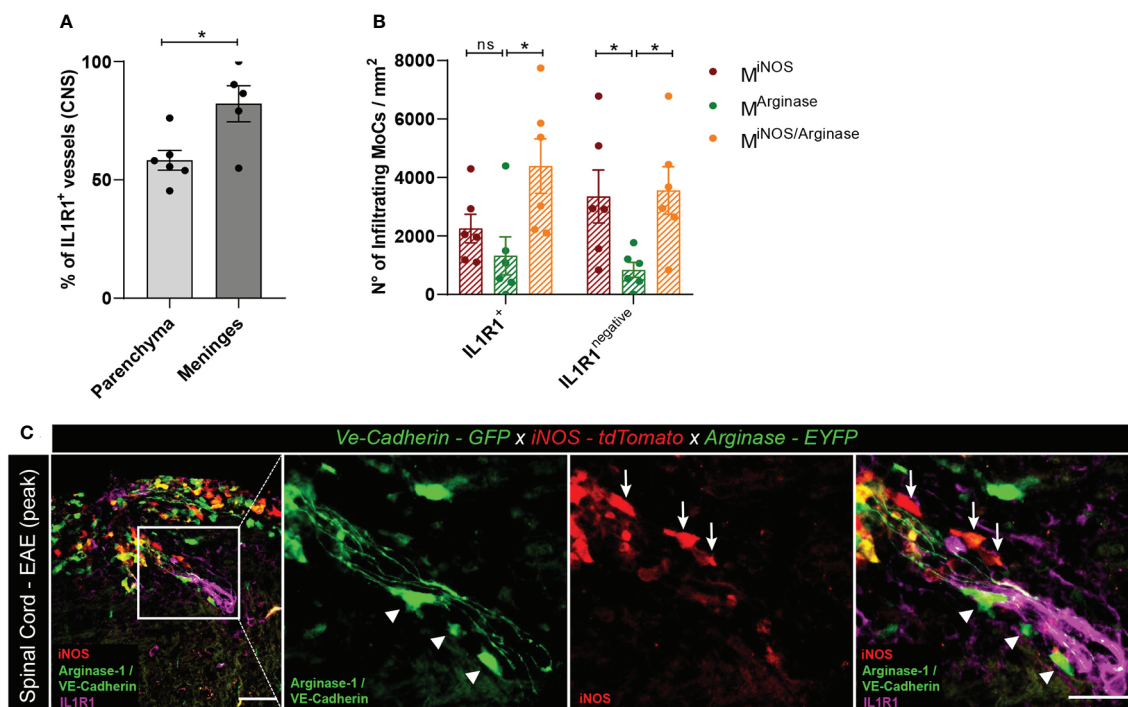 A
*
% of IL1R1+ vessels (CNS)
100
50
0
Parenchyma
Meninges
B
ns
*
*
*
N° of Infiltrating MoCs / mm²
8000
6000
4000
2000
0
IL1R1+
IL1R1negative
MiNOS
MArginase
MiNOS/Arginase
C
Ve-Cadherin - GFP x iNOS - tdTomato x Arginase - EYFP
Spinal Cord - EAE (peak)
iNOS
Arginase-1 /
VE-Cadherin
IL1R1
Arginase-1 /
VE-Cadherin
iNOS
iNOS
Arginase-1 /
VE-Cadherin
IL1R1